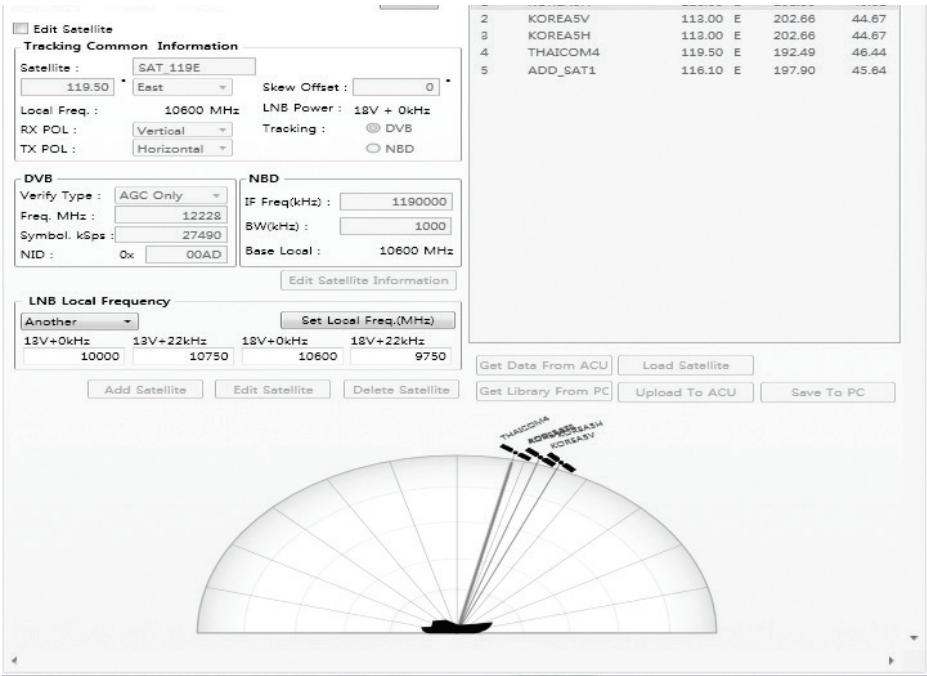 Edit Satellite
Tracking Common Information
Satellite : SAT_119E
119.50 ° East Skew Offset : 0 °
Local Freq. : 10600 MHz LNB Power : 18V + 0kHz
RX POL : Vertical Tracking : DVB
TX POL : Horizontal NBD
DVB
Verify Type : AGC Only
Freq. MHz : 12228
Symbol. kSps : 27490
NID : 0x 00AD
NBD
IF Freq(kHz) : 1190000
BW(kHz) : 1000
Base Local : 10600 MHz
Edit Satellite Information
LNB Local Frequency
Another Set Local Freq.(MHz)
13V+0kHz 13V+22kHz 18V+0kHz 18V+22kHz
10000 10750 10600 9750
Add Satellite Edit Satellite Delete Satellite
2 KOREA5V 113.00 E 202.66 44.67
3 KOREA5H 113.00 E 202.66 44.67
4 THAICOM4 119.50 E 192.49 46.44
5 ADD_SAT1 116.10 E 197.90 45.64
Get Data From ACU Load Satellite
Get Library From PC Upload To ACU Save To PC
THAICOM4
KOREA5H
KOREA5V